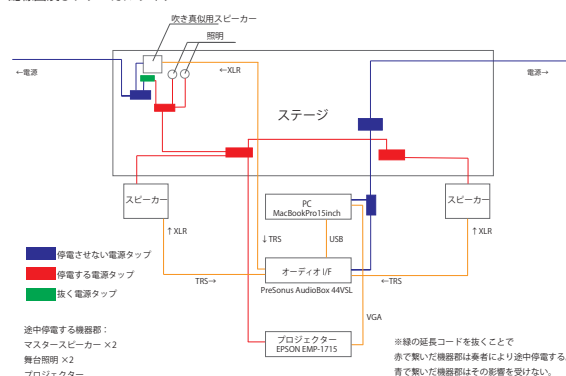 吹き真似用スピーカー
照明
←電源
←XLR
電源→
ステージ
スピーカー
PC
MacBookPro15inch
スピーカー
↑XLR
↓TRS
USB
↑XLR
停電させない電源タップ
停電する電源タップ
抜く電源タップ
TRS→
オーディオI/F
←TRS
PreSonus AudioBox 44VSL
VGA
途中停電する機器郡：
マスタースピーカー ×2
舞台照明 ×2
プロジェクター
プロジェクター
EPSON EMP-1715
※緑の延長コードを抜くことで
赤で繋いだ機器郡は奏者により途中停電する
青で繋いだ機器郡はその影響を受けない。